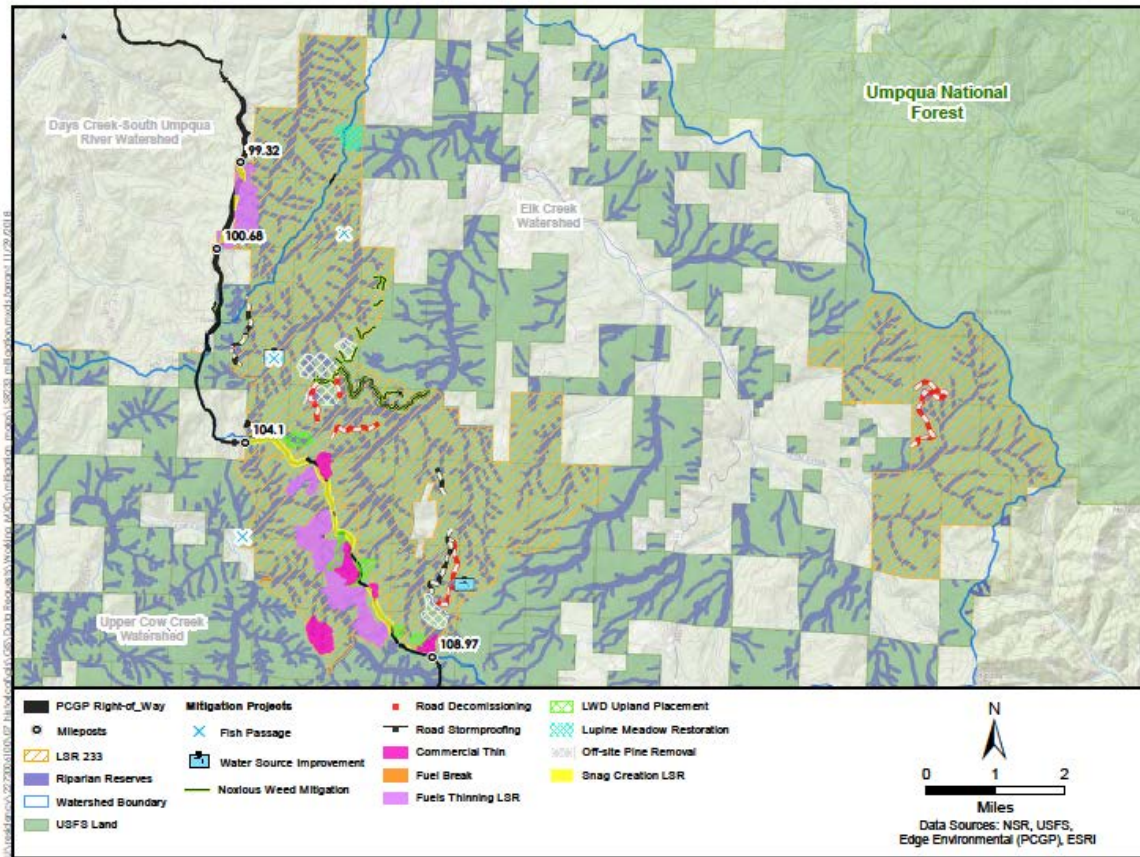 Umpqua National
Forest
Days Creek-South Umpqua
River Watershed
99.32
Elk Creek
Watershed
100.68
104.1
Upper Cow Creek
Watershed
108.97
PCGP Right-of_Way
Mileposts
LSR 233
Riparian Reserves
Watershed Boundary
USFS Land
Mitigation Projects
Fish Passage
Water Source Improvement
Noxious Weed Mitigation
Road Decomissioning
Road Stormproofing
Commercial Thin
Fuel Break
Fuels Thinning LSR
LWD Upland Placement
Lupine Meadow Restoration
Off-site Pine Removal
Snag Creation LSR
N
0 1 2
Miles
Data Sources: NSR, USFS,
Edge Environmental (PCGP), ESRI